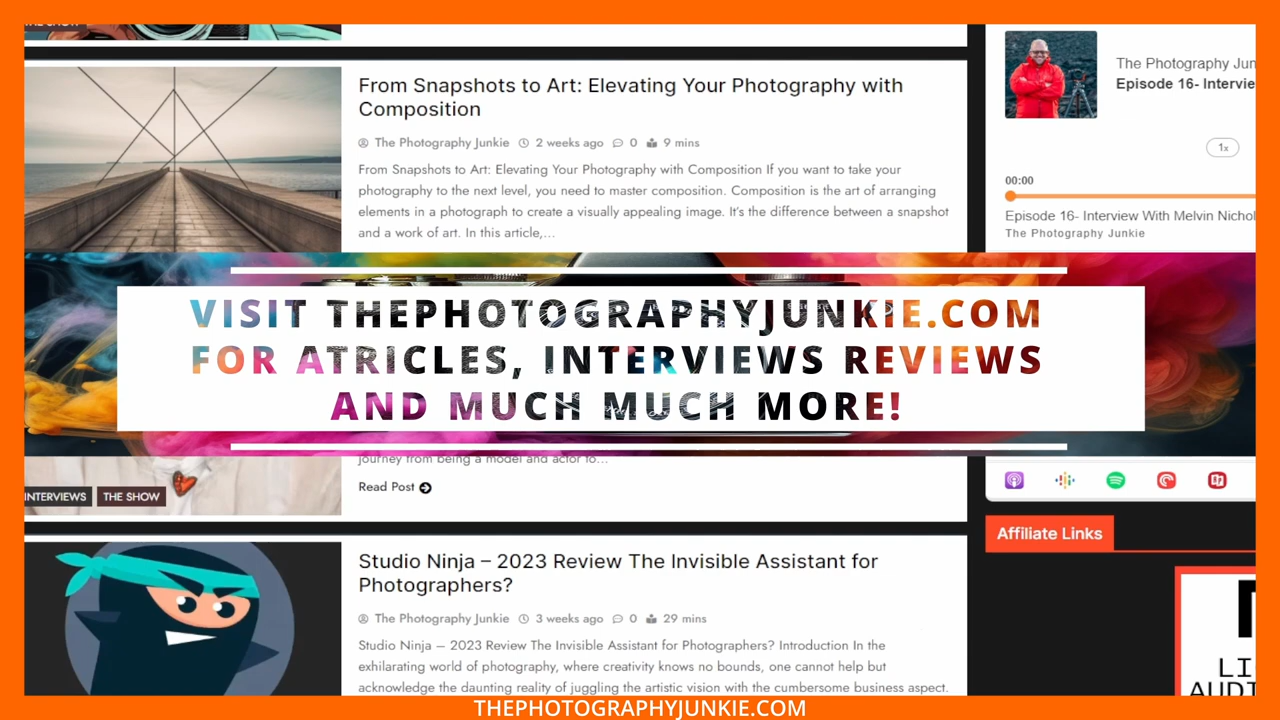 From Snapshots to Art: Elevating Your Photography with
Composition
The Photography Junkie 2 weeks ago 0 9 mins
From Snapshots to Art: Elevating Your Photography with Composition If you want to take your
photography to the next level, you need to master composition. Composition is the art of arranging
elements in a photograph to create a visually appealing image. It's the difference between a snapshot
and a work of art. In this article,...
The Photography Jun
Episode 16- Intervie
1x
00:00
Episode 16- Interview With Melvin Nichol
The Photography Junkie
VISIT THEPHOTOGRAPHYJUNKIE.COM
FOR ATRICLES, INTERVIEWS REVIEWS
AND MUCH MUCH MORE!
journey from being a model and actor to...
Read Post
INTERVIEWS THE SHOW
Affiliate Links
Studio Ninja – 2023 Review The Invisible Assistant for
Photographers?
The Photography Junkie 3 weeks ago 0 29 mins
Studio Ninja – 2023 Review The Invisible Assistant for Photographers? Introduction In the
exhilarating world of photography, where creativity knows no bounds, one cannot help but
acknowledge the daunting reality of juggling the artistic vision with the cumbersome business aspect.
LI
AUDI
THEPHOTOGRAPHYJUNKIE.COM